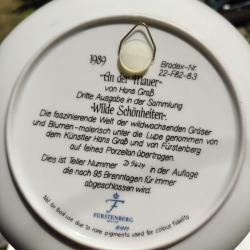 1989
Bradex-Nr.
22-F82-8.3
"An der Mauer"
von Hans Graß
Dritte Ausgabe in der Sammlung
"Wilde Schönheiten"
Die faszinierende Welt der wildwachsenden Gräser
und Blumen-malerisch unter die Lupe genommen von
dem Künstler Hans Graß und von Fürstenberg
auf feines Porzellan übertragen.
Dies ist Teller Nummer in der Auflage
die nach 95 Brenntagen für immer
abgeschlossen wird.
F
FÜRSTENBERG
Not for food use due to rare pigments used for colour fidelity